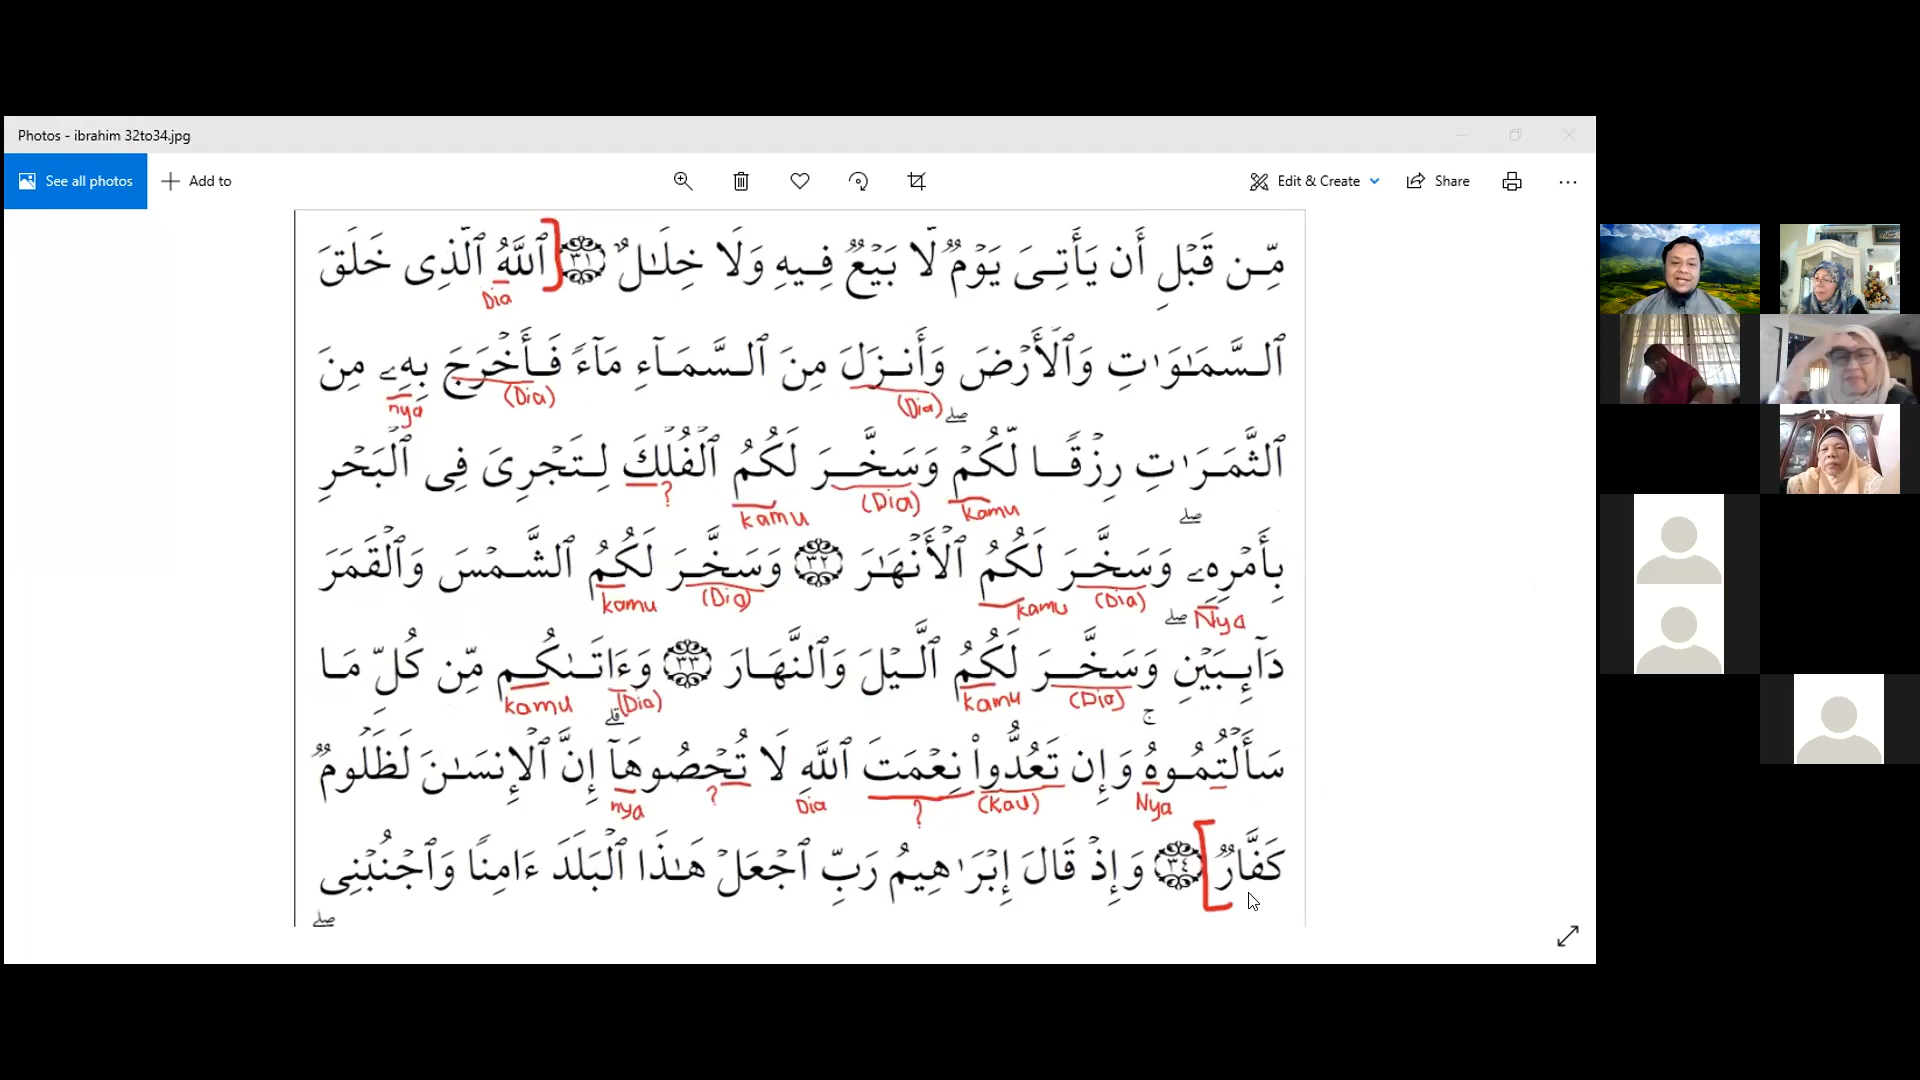 Photos - ibrahim 32to34.jpg
See all photos
Add to
Edit & Create
Share
مِّن قَبْلِ أَن يَأْتِىَ يَوْمٌ لَّا بَيْعٌ فِيهِ وَلَا خِلَـٰلٌ ٣١ ٱللَّهُ ٱلَّذِى خَلَقَ
Dia
ٱلسَّمَـٰوَٰتِ وَٱلْأَرْضَ وَأَنزَلَ مِنَ ٱلسَّمَآءِ مَآءً فَأَخْرَجَ بِهِۦ مِنَ
(Dia) (Dia) nya
ٱلثَّمَرَٰتِ رِزْقًا لَّكُمْ ۖ وَسَخَّرَ لَكُمُ ٱلْفُلْكَ لِتَجْرِىَ فِى ٱلْبَحْرِ
kamu (Dia) kamu ?
بِأَمْرِهِۦ ۖ وَسَخَّرَ لَكُمُ ٱلْأَنْهَـٰرَ ٣٢ وَسَخَّرَ لَكُمُ ٱلشَّمْسَ وَٱلْقَمَرَ
Nya (Dia) kamu (Dia) kamu
دَآئِبَيْنِ ۖ وَسَخَّرَ لَكُمُ ٱلَّيْلَ وَٱلنَّهَارَ ٣٣ وَءَاتَىٰكُم مِّن كُلِّ مَا
(Dia) kamu (Dia) kamu
سَأَلْتُمُوهُ ۚ وَإِن تَعُدُّوا۟ نِعْمَتَ ٱللَّهِ لَا تُحْصُوهَآ ۗ إِنَّ ٱلْإِنسَـٰنَ لَظَلُومٌ
Nya (kau) ? Dia ? nya
كَفَّارٌ ٣٤ وَإِذْ قَالَ إِبْرَٰهِيمُ رَبِّ ٱجْعَلْ هَـٰذَا ٱلْبَلَدَ ءَامِنًا وَٱجْنُبْنِى